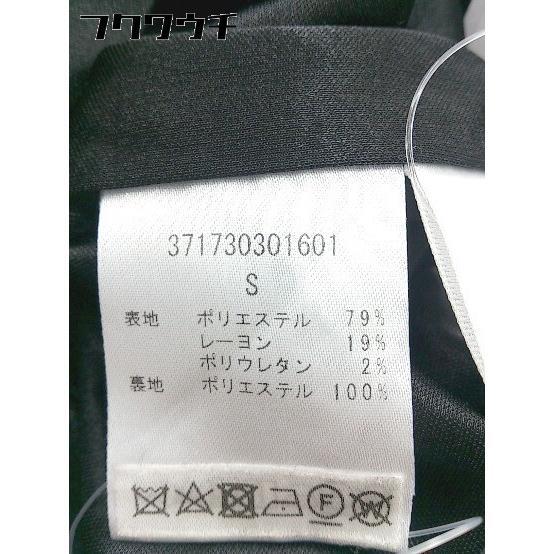 フクウウチ
371730301601
S
表地 ポリエステル 79%
レーヨン 19%
ポリウレタン 2%
裏地 ポリエステル 100%
F
W